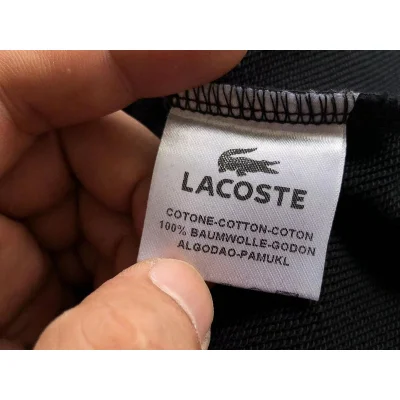 LACOSTE
COTONE-COTTON-COTON
100% BAUMWOLLE-GODON
ALGODAO-PAMUKL